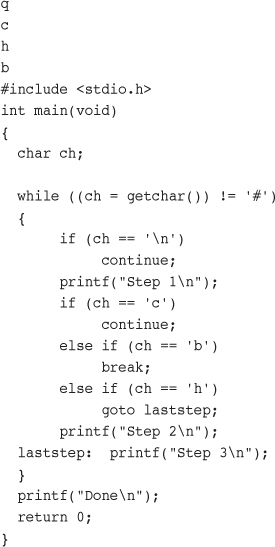 q
c
h
b
#include <stdio.h>
int main(void)
{
  char ch;

  while ((ch = getchar()) != '#')
  {
       if (ch == '\n')
            continue;
       printf("Step 1\n");
       if (ch == 'c')
            continue;
       else if (ch == 'b')
            break;
       else if (ch == 'h')
            goto laststep;
       printf("Step 2\n");
  laststep:  printf("Step 3\n");
  }
  printf("Done\n");
  return 0;
}